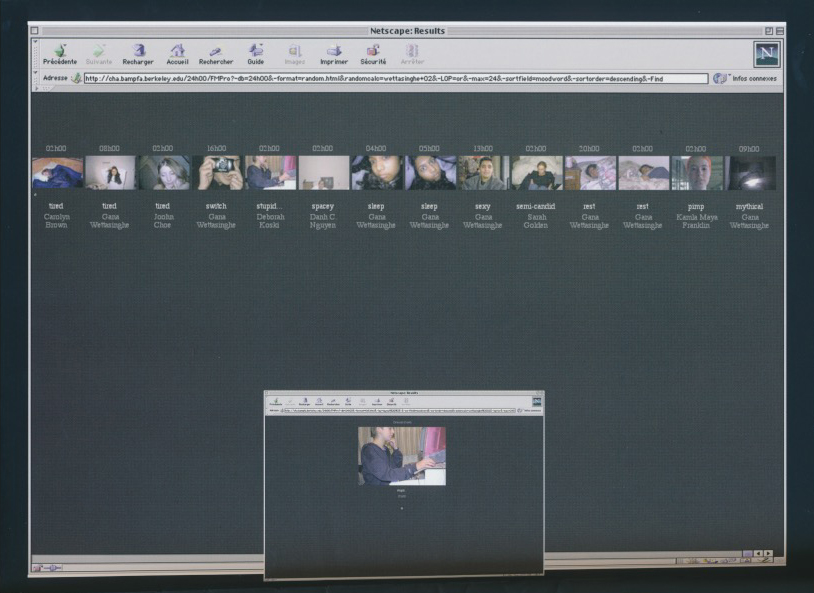 Netscape: Results
Précédente Suivante Recharger Accueil Rechercher Guide Images Imprimer Sécurité Arrêter
N
Adresse : http://cha.bampfa.berkeley.edu/24h00/FMPro?-db=24h00&-format=random.html&randomcalc=wettasinghe+02&-LOP=or&-max=24&-sortfield=moodword&-sortorder=descending&-Find Infos connexes
02h00 08h00 02h00 16h00 02h00 02h00 04h00 05h00 13h00 02h00 20h00 02h00 02h00 09h00
tired tired tired switch stupid... spacey sleep sleep sexy semi-candid rest rest pimp mythical
Carolyn Gana Gana Deborah Danh C. Gana Gana Gana Sarah Gana Gana Kamla Maya Gana
Brown Wettasinghe Choe Wettasinghe Koski Nguyen Wettasinghe Wettasinghe Wettasinghe Golden Wettasinghe Wettasinghe Franklin Wettasinghe
Netscape: Results
N